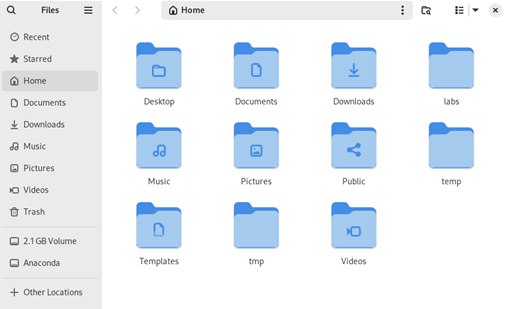 Files
Home
Recent
Starred
Home
Documents
Downloads
Music
Pictures
Videos
Trash
2.1 GB Volume
Anaconda
Other Locations
Desktop
Documents
Downloads
labs
Music
Pictures
Public
temp
Templates
tmp
Videos